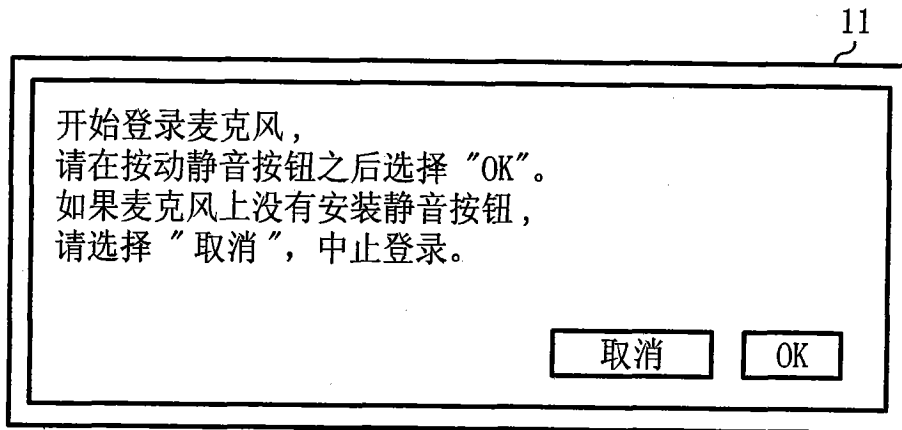 11
开始登录麦克风,
请在按动静音按钮之后选择 "OK"。
如果麦克风上没有安装静音按钮,
请选择 "取消", 中止登录。
取消 OK